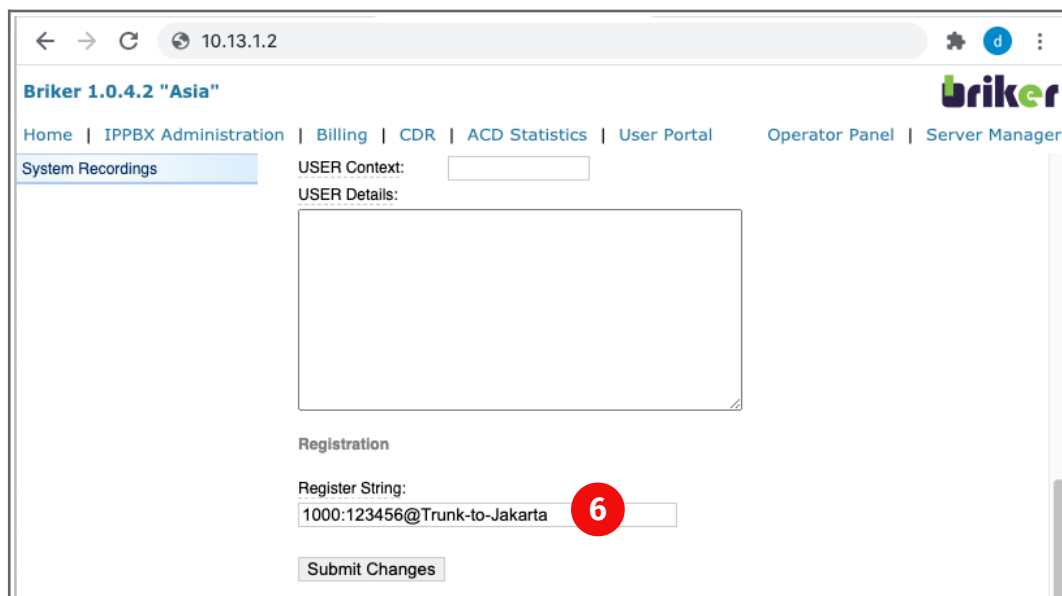 10.13.1.2
d
Briker 1.0.4.2 "Asia"
briker
Home | IPPBX Administration | Billing | CDR | ACD Statistics | User Portal Operator Panel | Server Manager
System Recordings
USER Context:
USER Details:
Registration
Register String:
1000:123456@Trunk-to-Jakarta
6
Submit Changes